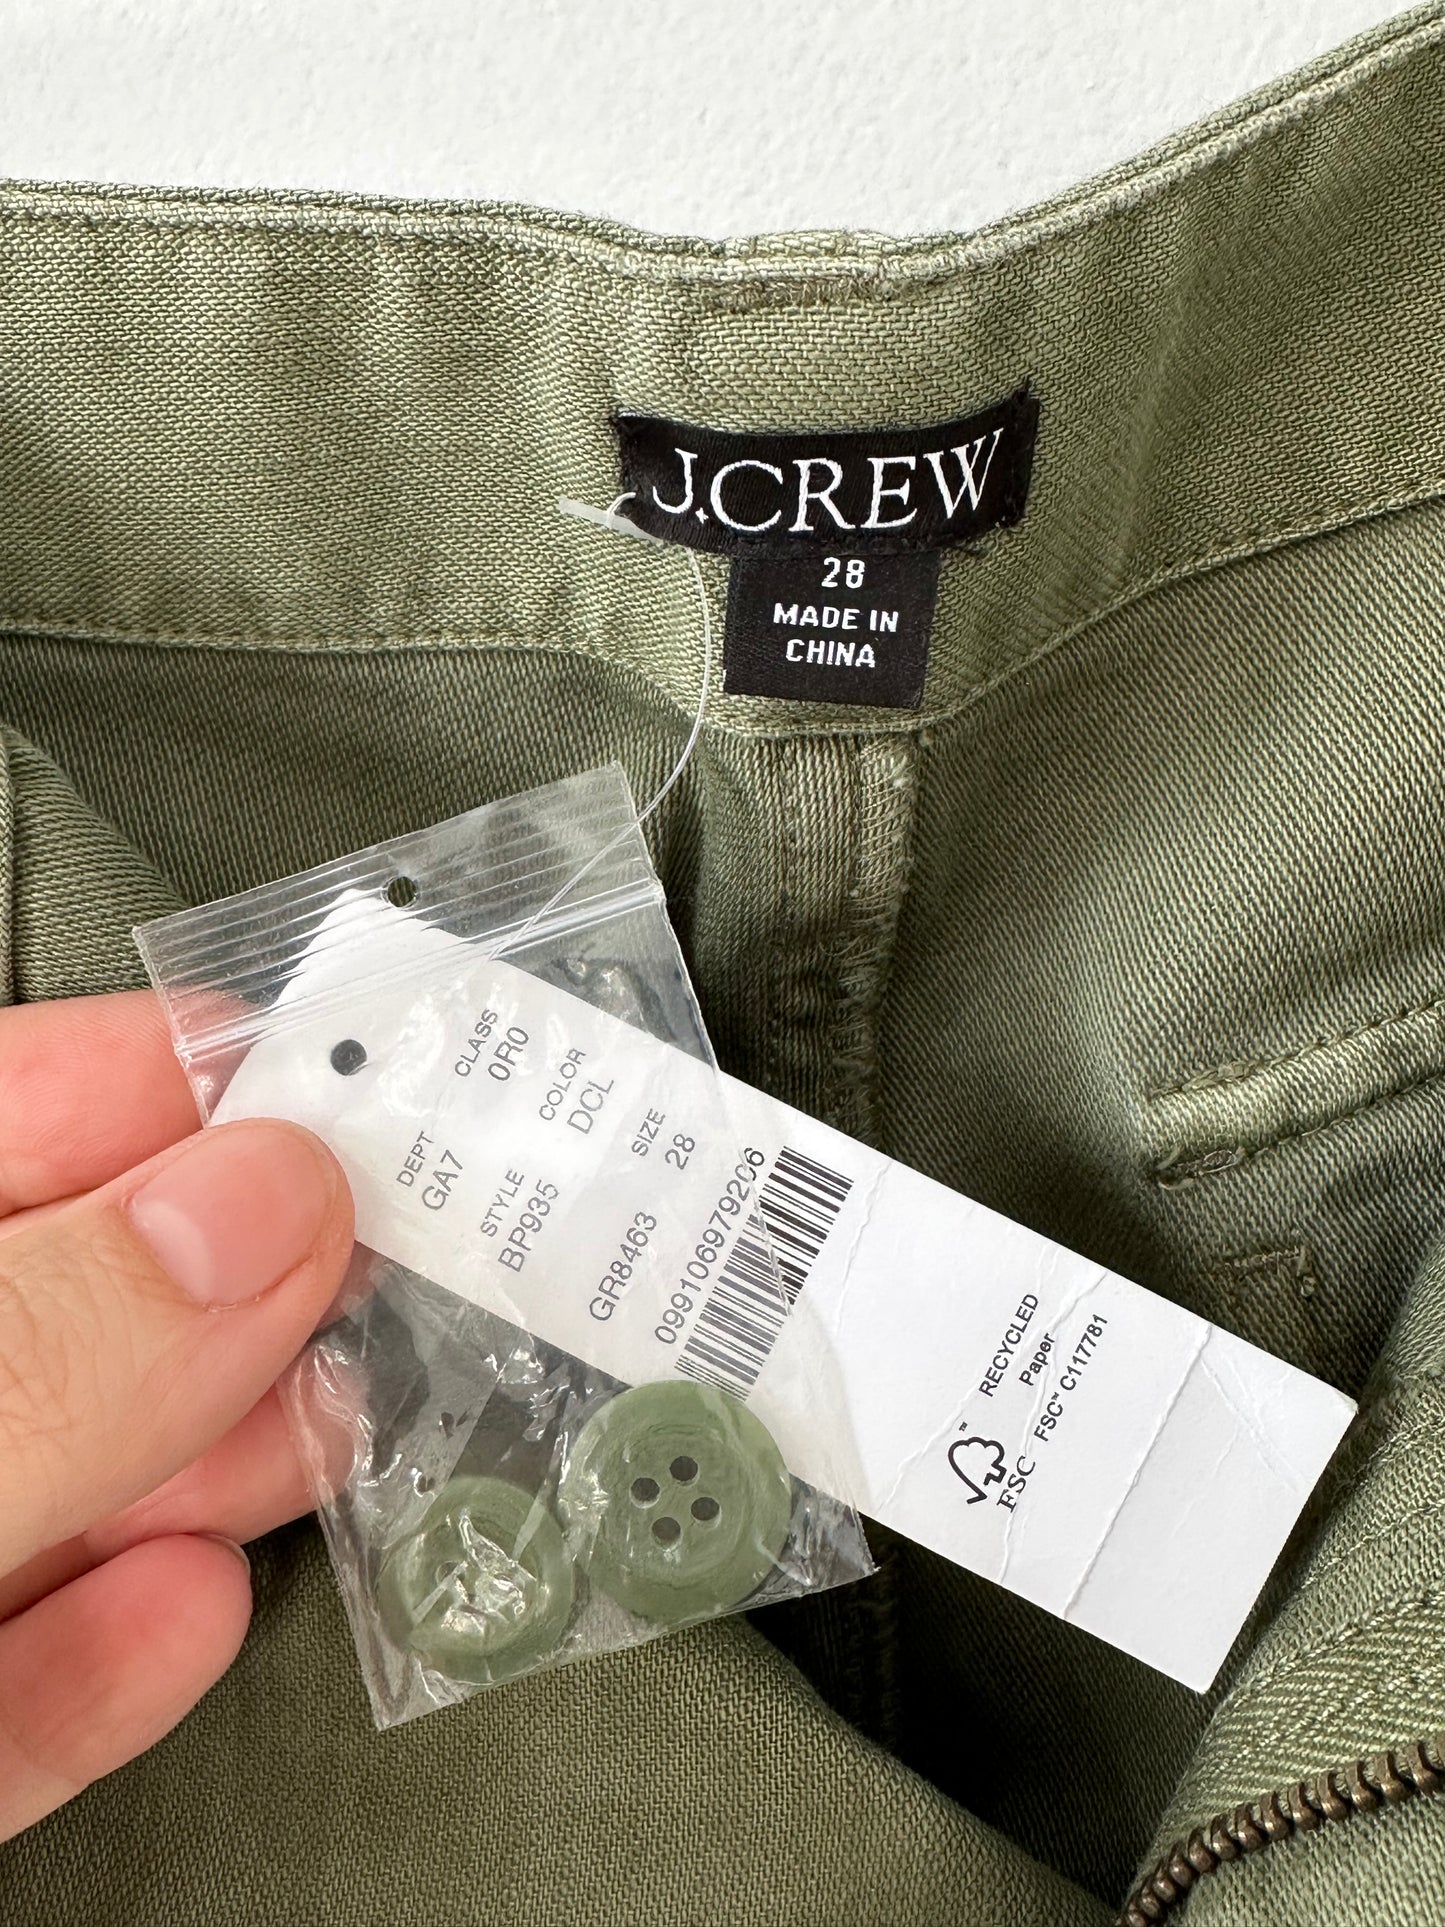 J.CREW
28
MADE IN
CHINA
DEPT CLASS
GA7 0R0
STYLE COLOR
BP935 DCL
SIZE
GR8463 28
099106979206
RECYCLED
Paper
FSC™ C117781
™
FSC